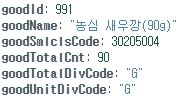 goodId: 991
goodName: "농심 새우깡(90g)"
goodSmlclsCode: 30205004
goodTotalCnt: 90
goodTotalDivCode: "G"
goodUnitDivCode: "G"